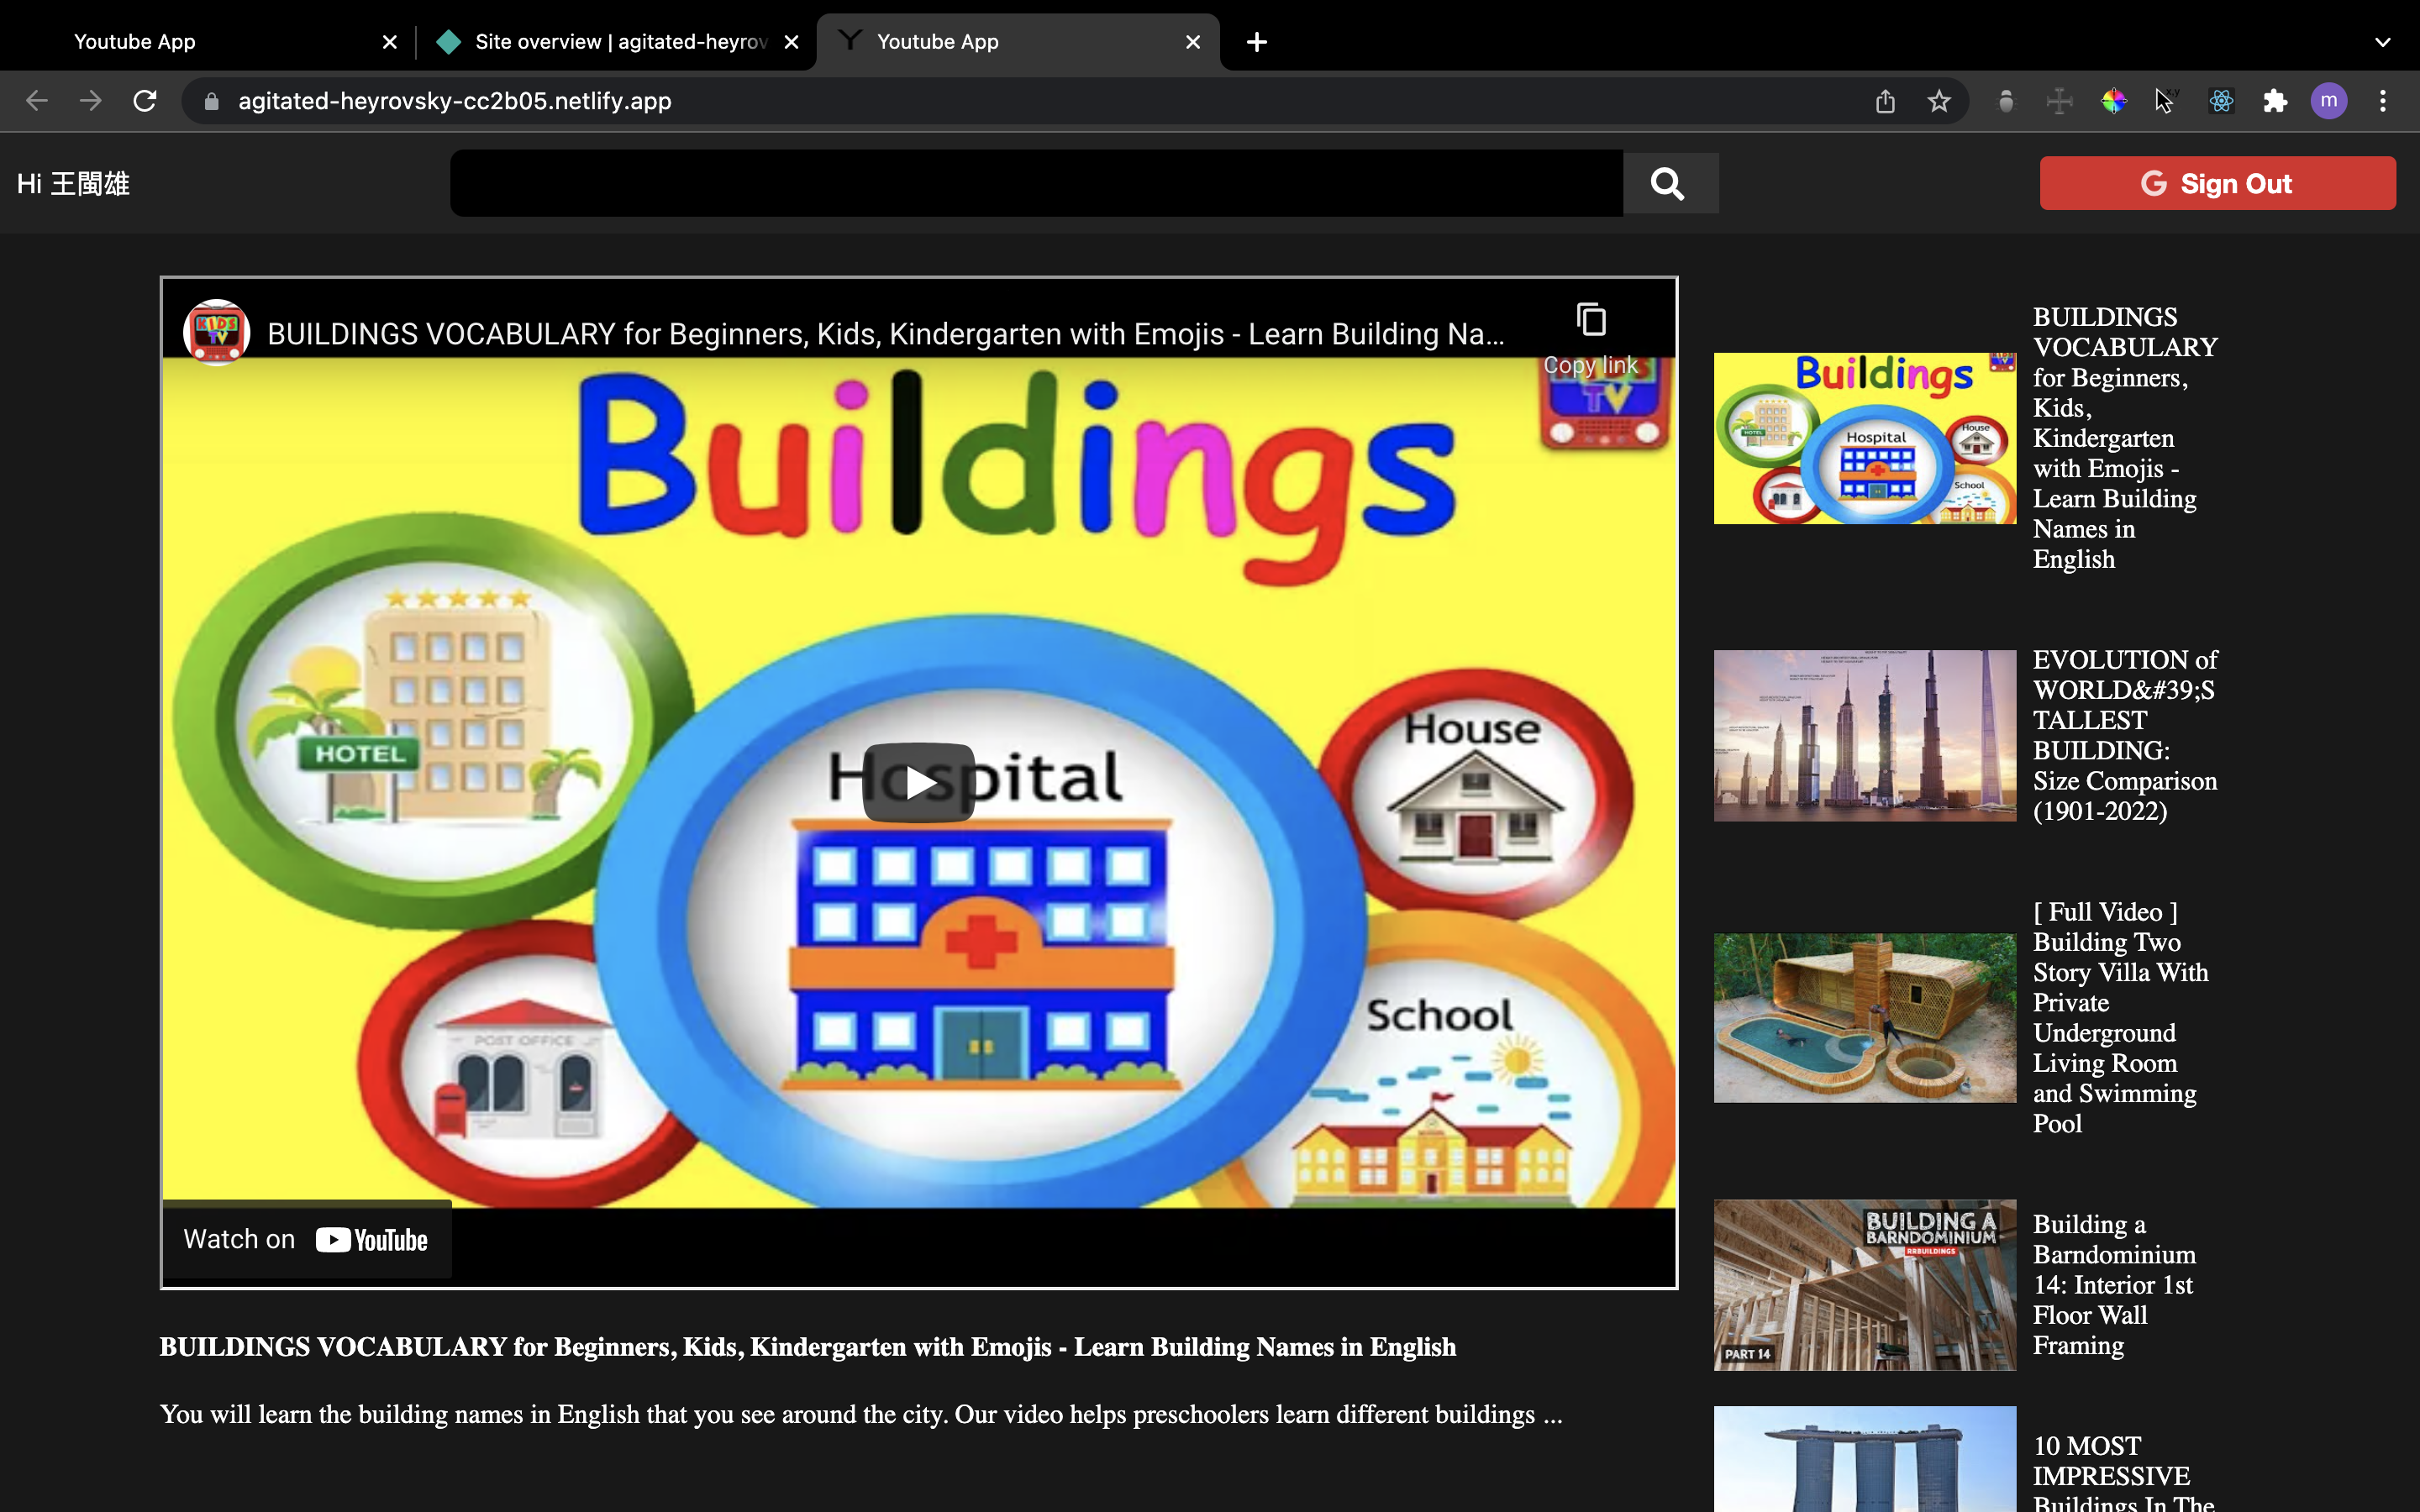 Youtube App
Site overview | agitated-heyrov
Youtube App
agitated-heyrovsky-cc2b05.netlify.app
x,y
m
Hi 王閩雄
Sign Out
KIDS
TV
BUILDINGS VOCABULARY for Beginners, Kids, Kindergarten with Emojis - Learn Building Na...
Copy link
Buildings
TV
HOTEL
Hospital
House
POST OFFICE
School
Watch on YouTube
BUILDINGS VOCABULARY for Beginners, Kids, Kindergarten with Emojis - Learn Building Names in English
You will learn the building names in English that you see around the city. Our video helps preschoolers learn different buildings ...
Buildings
HOTEL
Hospital
House
School
BUILDINGS
VOCABULARY
for Beginners,
Kids,
Kindergarten
with Emojis -
Learn Building
Names in
English
EVOLUTION of
WORLD&#39;S
TALLEST
BUILDING:
Size Comparison
(1901-2022)
[ Full Video ]
Building Two
Story Villa With
Private
Underground
Living Room
and Swimming
Pool
BUILDING A
BARNDOMINIUM
RRBUILDINGS
PART 14
Building a
Barndominium
14: Interior 1st
Floor Wall
Framing
10 MOST
IMPRESSIVE
Buildings In The